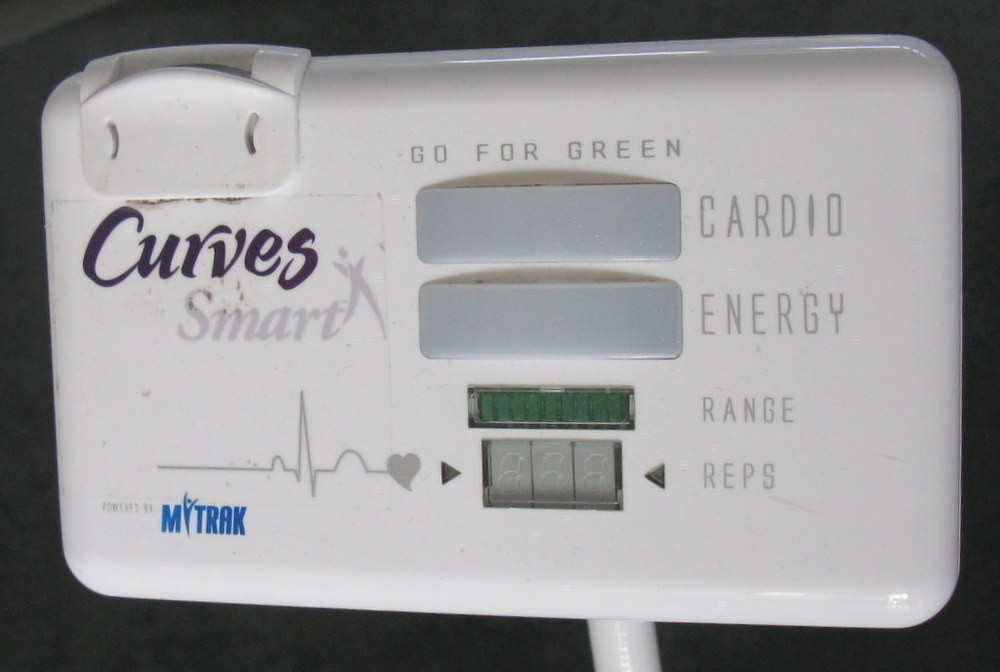 GO FOR GREEN
CARDIO
Curves
Smart
ENERGY
RANGE
REPS
POWERED BY
MYTRAK